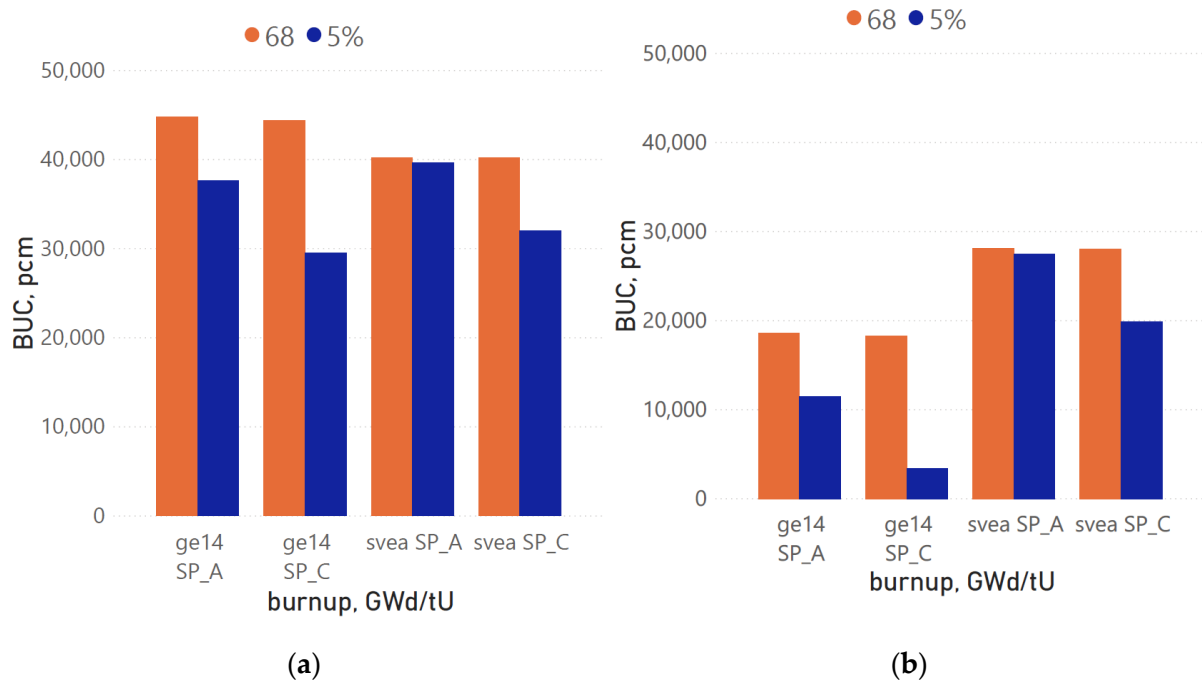 68 5%
50,000
40,000
30,000
20,000
10,000
0
BUC, pcm
ge14 SP_A
ge14 SP_C
svea SP_A
svea SP_C
burnup, GWd/tU
(a)
68 5%
50,000
40,000
30,000
20,000
10,000
0
BUC, pcm
ge14 SP_A
ge14 SP_C
svea SP_A
svea SP_C
burnup, GWd/tU
(b)